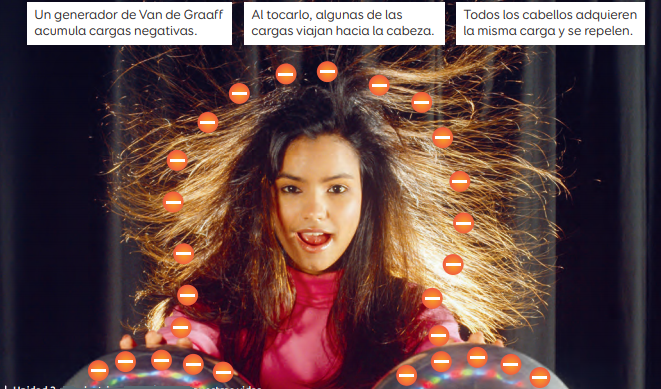 Un generador de Van de Graaff
acumula cargas negativas.
Al tocarlo, algunas de las
cargas viajan hacia la cabeza.
Todos los cabellos adquieren
la misma carga y se repelen.